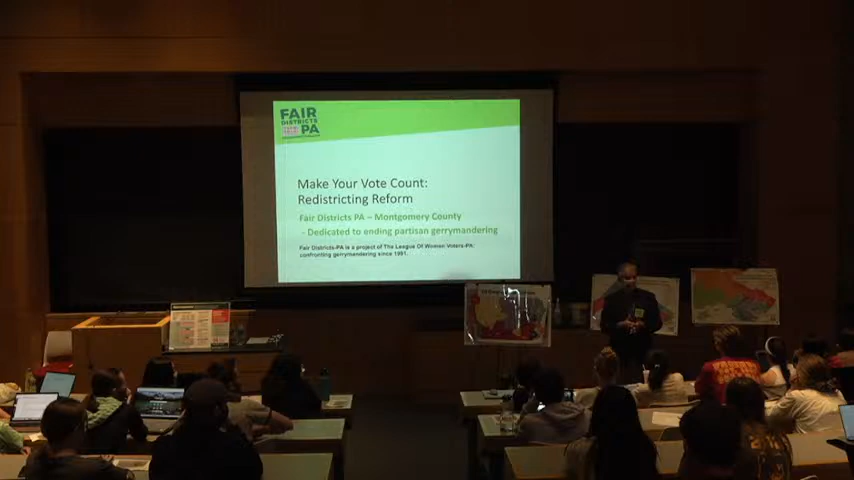 FAIR
DISTRICTS
PA
Make Your Vote Count:
Redistricting Reform
Fair Districts PA – Montgomery County
- Dedicated to ending partisan gerrymandering
Fair Districts-PA is a project of The League Of Women Voters-PA:
confronting gerrymandering since 1991.